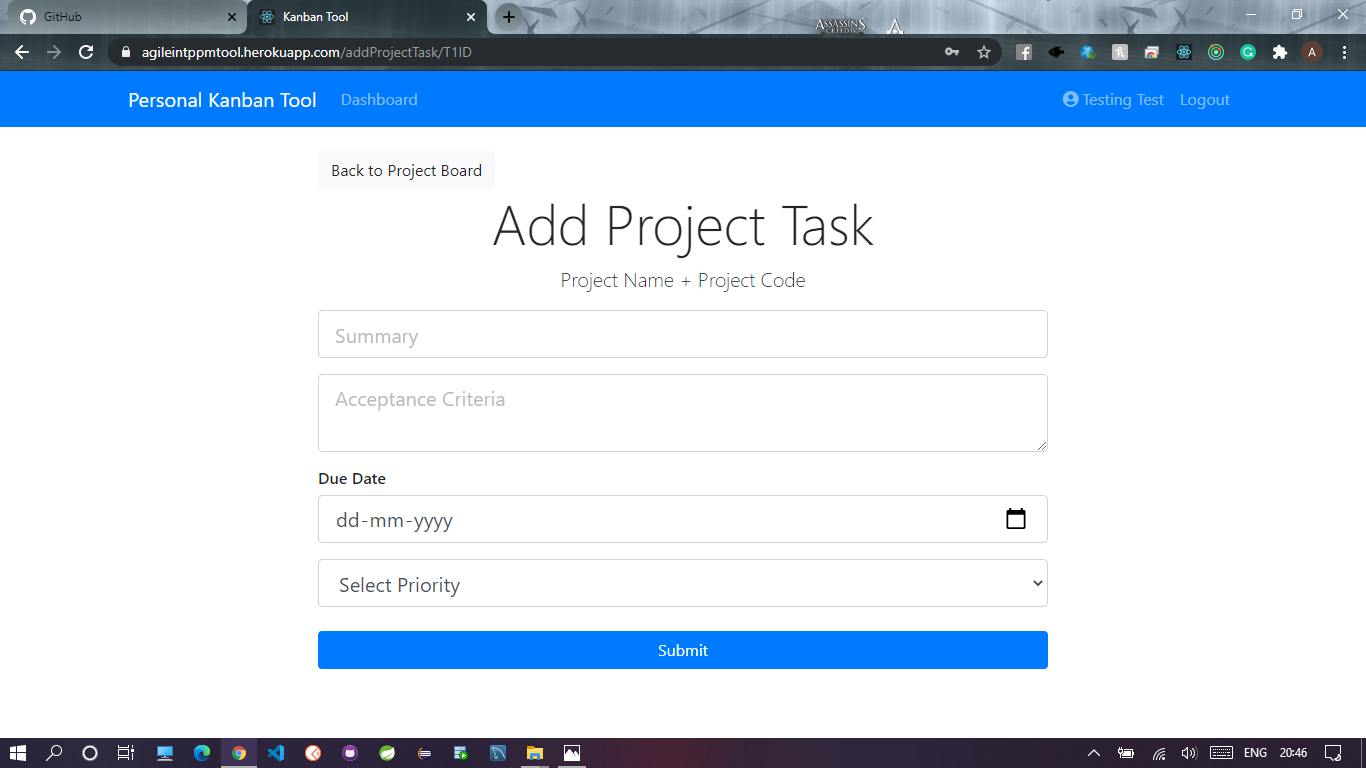 GitHub
Kanban Tool
ASSASSINS
agileintppmtool.herokuapp.com/addProjectTask/T1ID
A
Personal Kanban Tool Dashboard Testing Test Logout
Back to Project Board
Add Project Task
Project Name + Project Code
Summary
Acceptance Criteria
Due Date
dd-mm-yyyy
Select Priority
Submit
ENG 20:46